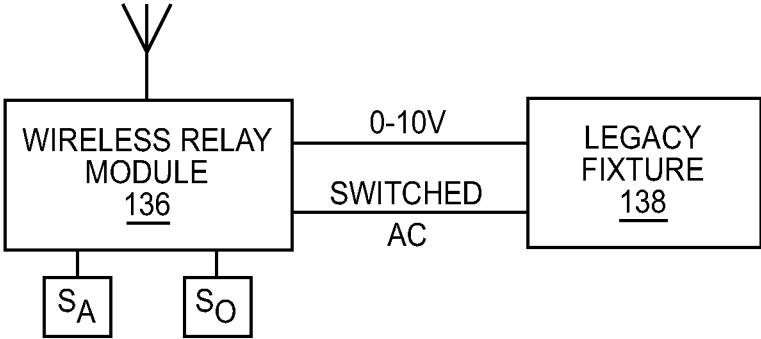 WIRELESS RELAY
MODULE
136
0-10V
SWITCHED
AC
LEGACY
FIXTURE
138
SA
SO